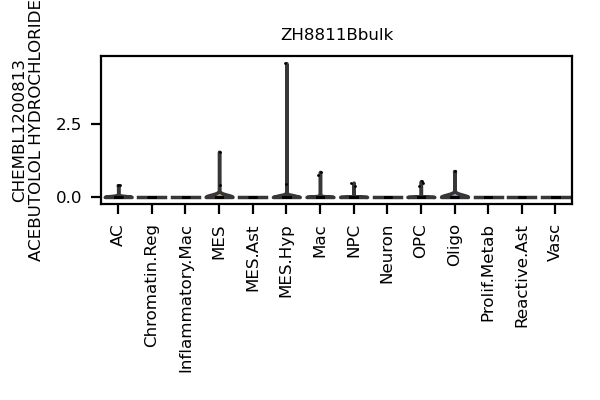 ZH8811Bbulk
CHEMBL1200813
ACEBUTOLOL HYDROCHLORIDE
2.5
0.0
AC
Chromatin.Reg
Inflammatory.Mac
MES
MES.Ast
MES.Hyp
Mac
NPC
Neuron
OPC
Oligo
Prolif.Metab
Reactive.Ast
Vasc